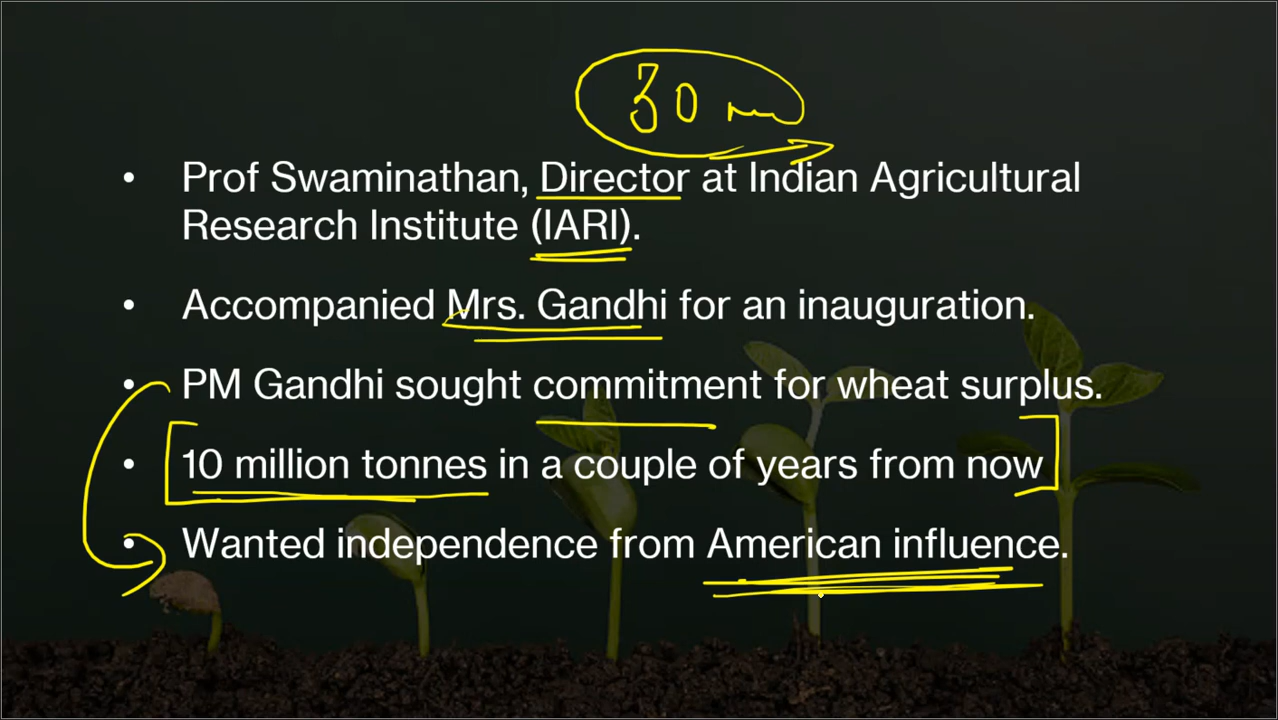 30
• Prof Swaminathan, Director at Indian Agricultural
Research Institute (IARI).
• Accompanied Mrs. Gandhi for an inauguration.
• PM Gandhi sought commitment for wheat surplus.
• 10 million tonnes in a couple of years from now
• Wanted independence from American influence.